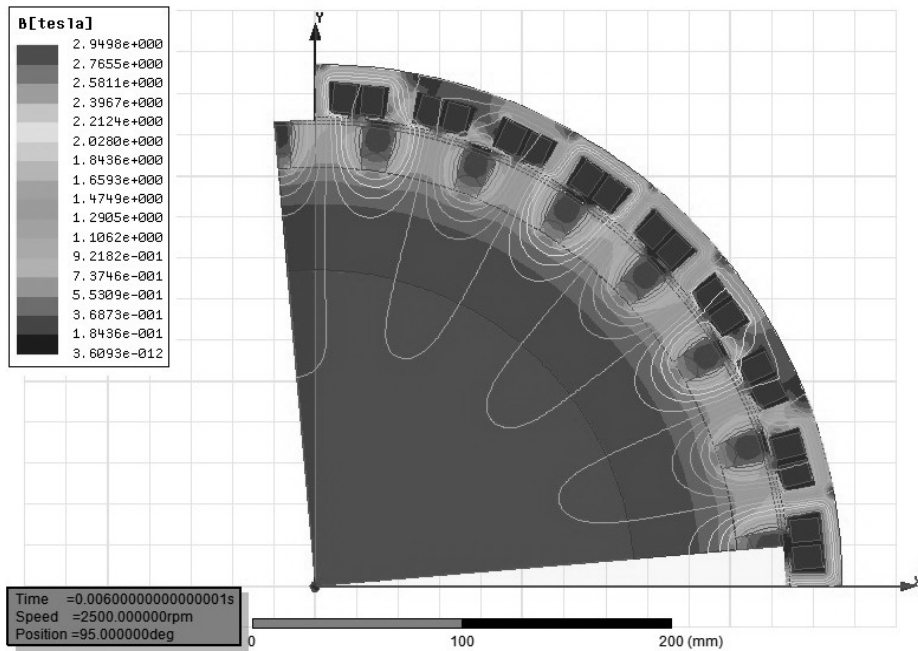 B[tesla]
2.9498e+000
2.7655e+000
2.5811e+000
2.3967e+000
2.2124e+000
2.0280e+000
1.8436e+000
1.6593e+000
1.4749e+000
1.2905e+000
1.1062e+000
9.2182e-001
7.3746e-001
5.5309e-001
3.6873e-001
1.8436e-001
3.6093e-012
Y
Time =0.00600000000000001s
Speed =2500.000000rpm
Position =95.000000deg
0 100 200 (mm)